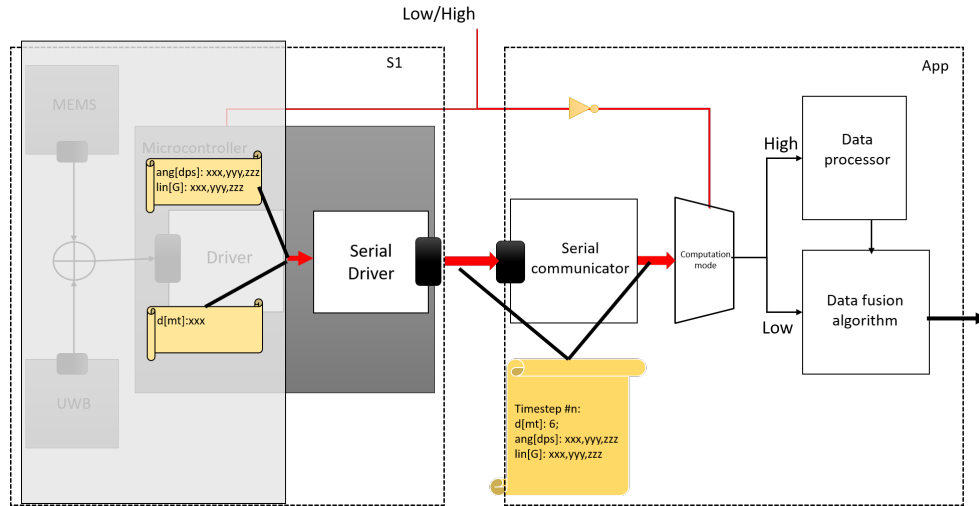 Low/High
S1
App
MEMS
Microcontroller
ang[dps]: xxx,yyy,zzz
lin[G]: xxx,yyy,zzz
Driver
d[mt]:xxx
UWB
Serial
Driver
Serial
communicator
Computation
mode
High
Low
Data
processor
Data fusion
algorithm
Timestep #n:
d[mt]: 6;
ang[dps]: xxx,yyy,zzz
lin[G]: xxx,yyy,zzz